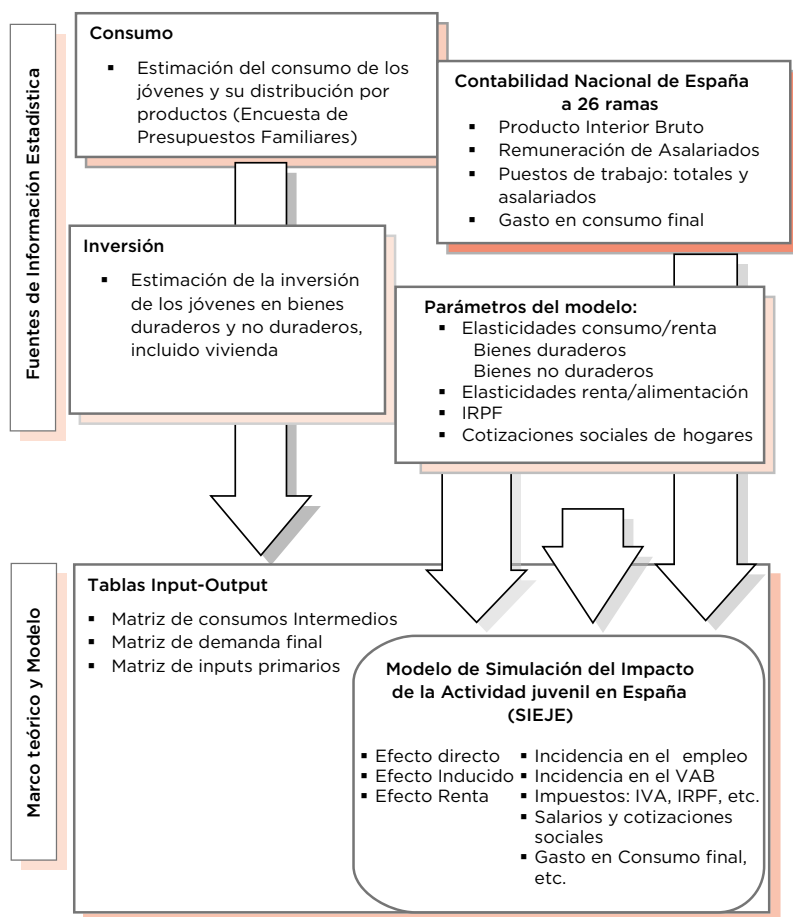 Fuentes de Información Estadística
Consumo
▪ Estimación del consumo de los
jóvenes y su distribución por
productos (Encuesta de
Presupuestos Familiares)
Contabilidad Nacional de España
a 26 ramas
▪ Producto Interior Bruto
▪ Remuneración de Asalariados
▪ Puestos de trabajo: totales y
asalariados
▪ Gasto en consumo final
Inversión
▪ Estimación de la inversión
de los jóvenes en bienes
duraderos y no duraderos,
incluido vivienda
Parámetros del modelo:
▪ Elasticidades consumo/renta
Bienes duraderos
Bienes no duraderos
▪ Elasticidades renta/alimentación
▪ IRPF
▪ Cotizaciones sociales de hogares
Marco teórico y Modelo
Tablas Input-Output
▪ Matriz de consumos Intermedios
▪ Matriz de demanda final
▪ Matriz de inputs primarios
Modelo de Simulación del Impacto
de la Actividad juvenil en España
(SIEJE)
▪ Efecto directo
▪ Efecto Inducido
▪ Efecto Renta
▪ Incidencia en el empleo
▪ Incidencia en el VAB
▪ Impuestos: IVA, IRPF, etc.
▪ Salarios y cotizaciones
sociales
▪ Gasto en Consumo final,
etc.